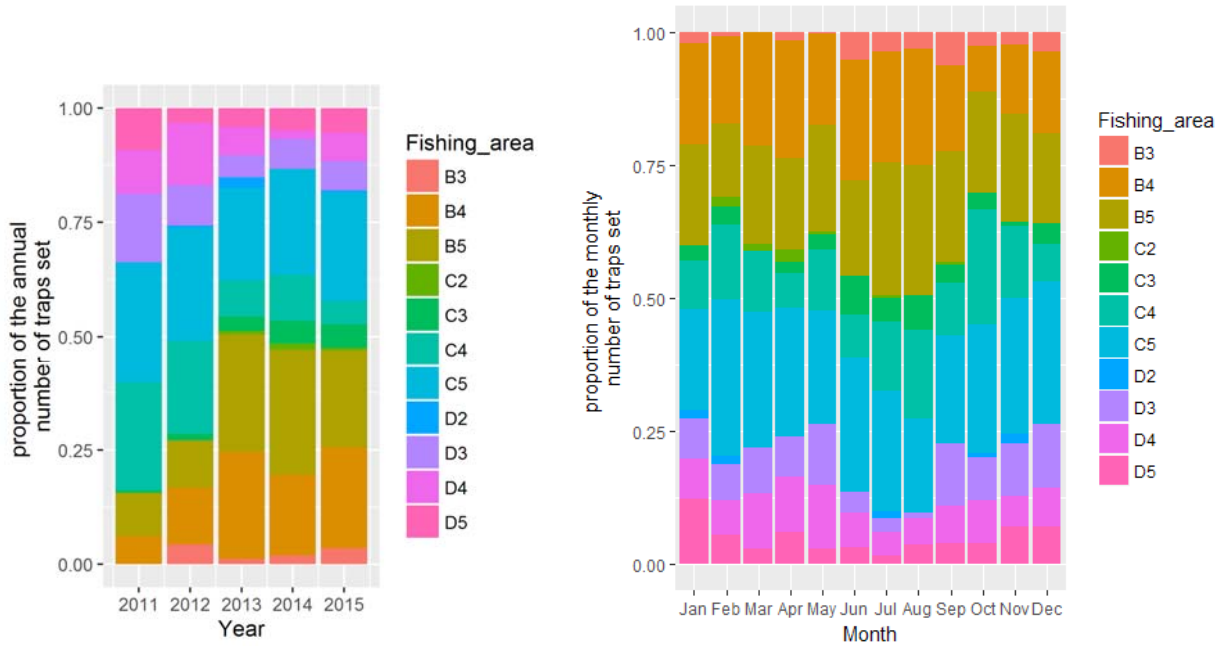 proportion of the annual
number of traps set
1.00
0.75
0.50
0.25
0.00
2011 2012 2013 2014 2015
Year
Fishing_area
B3
B4
B5
C2
C3
C4
C5
D2
D3
D4
D5
proportion of the monthly
number of traps set
1.00
0.75
0.50
0.25
0.00
Jan Feb Mar Apr May Jun Jul Aug Sep Oct Nov Dec
Month
Fishing_area
B3
B4
B5
C2
C3
C4
C5
D2
D3
D4
D5